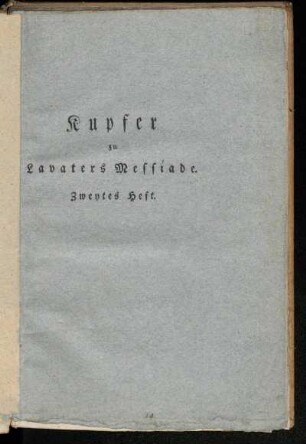 Kupfer
zu
Lavaters Messiade.
Zweytes Heft.